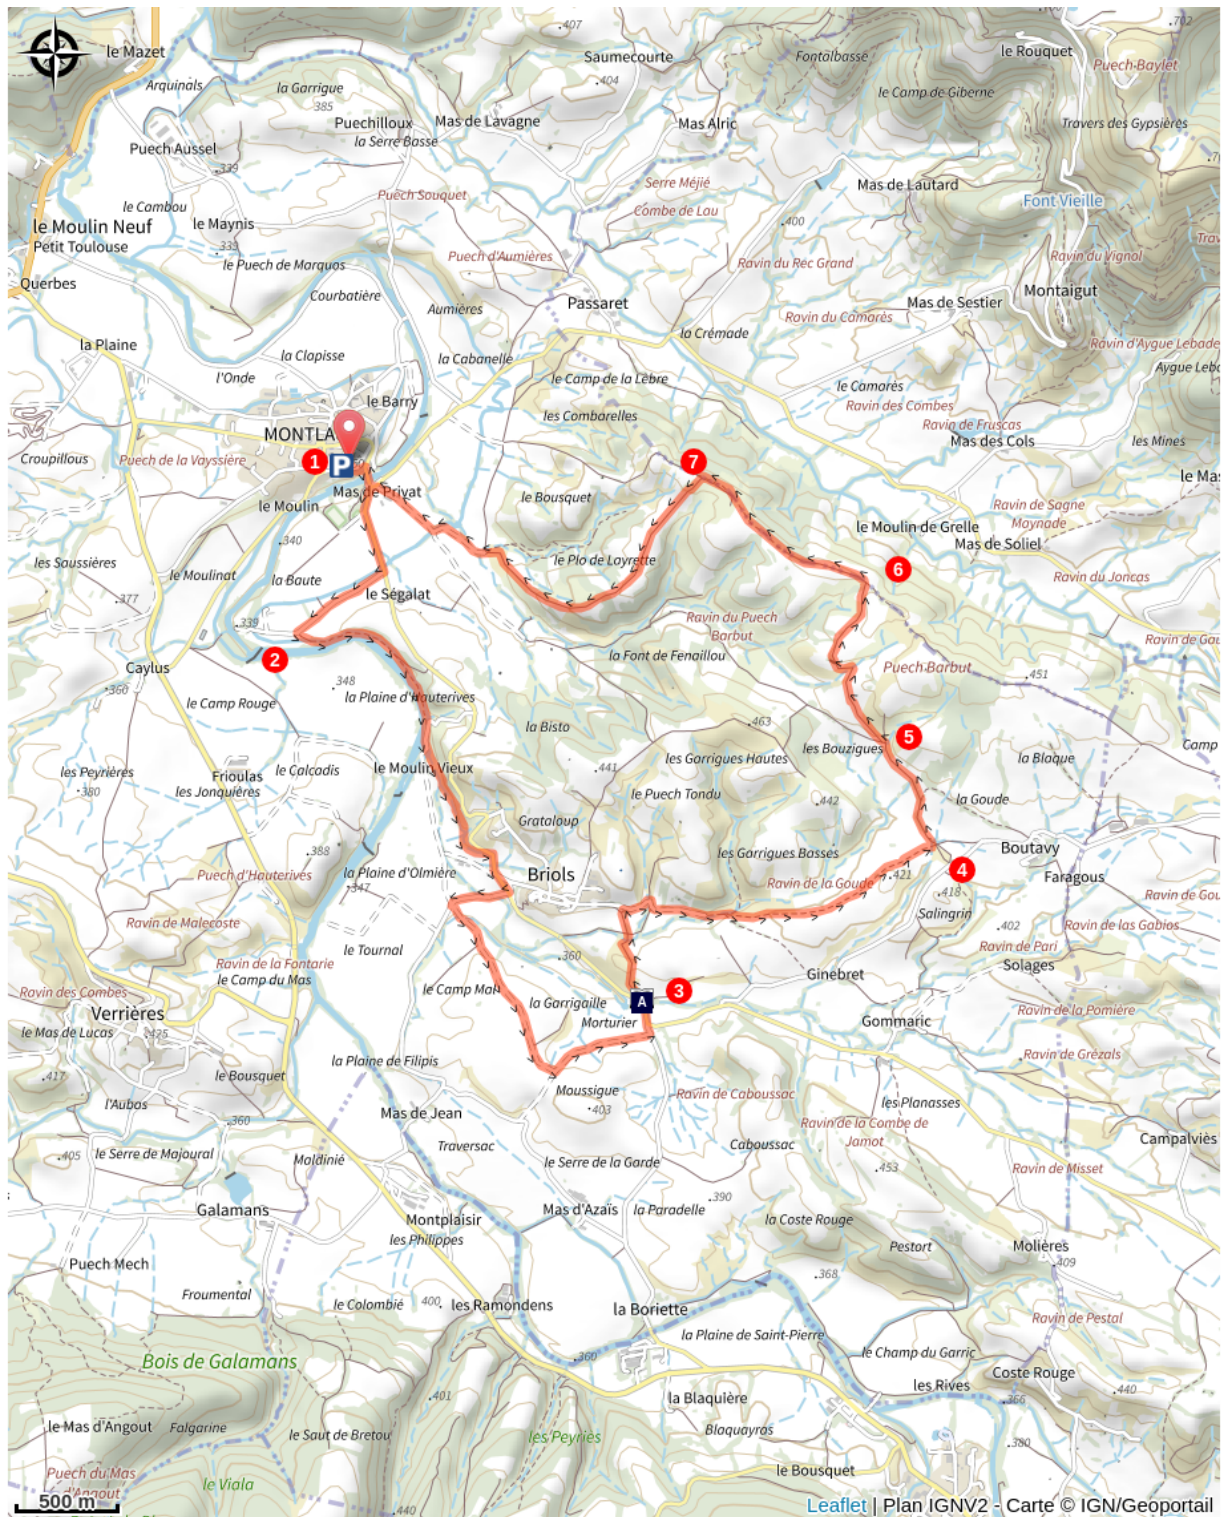 .407
.702
le Mazet
Saumecourte
Fontalbasse
le Rouquet
Puech-Baylet
Arquinals
la Garrigue
.404
le Camp de Giberne
385
Puechilloux
Mas de Lavagne
Mas Alric
Travers des Gypsières
la Serre Basse
Puech Aussel
.339
Serre Méjié
Mas de Lautard
Puech Souquet
Font Vieille
le Cambou
Combe de Lau
.400
le Moulin Neuf
le Maynis
Petit Toulouse
.339
Puech d'Aumières
Ravin du Rec Grand
Ravin du Vignol
le Puech de Marquos
Querbes
Courbatière
Passaret
Mas de Sestier
Montaigut
Aumières
Ravin du Camarès
la Crémade
la Plaine
Ravin d'Aygue Lebade
la Clapisse
la Cabanelle
l'Onde
le Camp de la Lèbre
le Camarès
le Barry
Ravin des Combes
les Combarelles
Ravin de Fruscas
MONTLA
Mas des Cols
les Mines
Croupillous
Puech de la Vayssière
1
P
7
Mas de Privat
le Bousquet
le Moulin
Ravin de Sagne
Maynade
le Moulin de Grelle
.340
Mas de Soliel
les Saussières
le Plo de Layrette
6
le Moulinat
la Baute
Ravin du Joncas
.377
le Ségalat
Ravin du Puech
Barbut
.339
2
la Font de Fenaillou
Puech-Barbut
Caylus
.451
.360
348
la Plaine d'Hauterives
le Camp Rouge
la Bisto
.463
5
les Bouzigues
les Garrigues Hautes
la Blaque
les Peyrières
Frioulas
le Calcadis
le Moulin Vieux
.441
.380
les Jonquières
le Puech Tondu
.442
la Goude
Grataloup
.388
les Garrigues Basses
Boutavy
Puech d'Hauterives
la Plaine d'Olmière
Briols
Ravin de la Goude
.421
4
Faragous
.347
.418
Salingrin
Ravin de Malecoste
.402
Ravin de las Gabios
le Tournal
.360
Ravin de Pari
Ravin de la Fontarie
Solages
le Camp du Mas
Ginebret
Ravin des Combes
le Camp Mal
la Garrigaille
A
3
Verrières
Morturier
Gommaric
Ravin de la Pomière
le Mas de Lucas
.425
la Plaine de Filipis
Ravin de Grézals
.417
le Bousquet
Moussigue
Ravin de Caboussac
l'Aubas
.403
les Planasses
.360
Mas de Jean
Ravin de la Combe de
Jamot
Traversac
Caboussac
Campalviès
.405
le Serre de Majoural
Maldinié
le Serre de la Garde
.453
Ravin de Misset
.390
Galamans
Mas d'Azaïs
la Paradelle
Montplaisir
la Coste Rouge
les Philippes
Pestort
Molières
Puech Mech
.409
.368
Froumental
le Colombié
400.
les Ramondens
la Boriette
Ravin de Pestal
la Plaine de Saint-Pierre
Bois de Galamans
.360
le Champ du Garric
Coste Rouge
.401
les Rives
.440
la Blaquière
.366
le Mas d'Angout
Falgarine
le Saut de Bretou
les Peyriès
Blaquayras
.380
Puech du Mas
d'Angout
le Bousquet
le Viala
500 m
.440
Leaflet | Plan IGNV2 - Carte © IGN/Geoportail